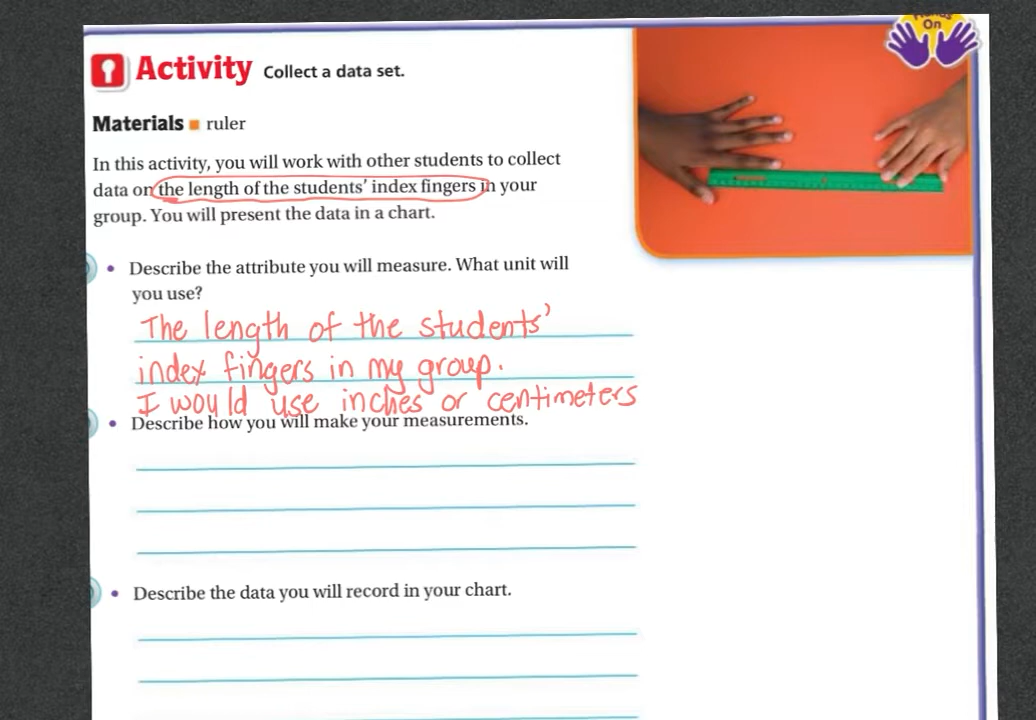 On
Activity Collect a data set.
Materials ■ ruler
In this activity, you will work with other students to collect
data on the length of the students' index fingers in your
group. You will present the data in a chart.
• Describe the attribute you will measure. What unit will
you use?
The length of the students'
index fingers in my group.
I would use inches or centimeters
• Describe how you will make your measurements.
• Describe the data you will record in your chart.